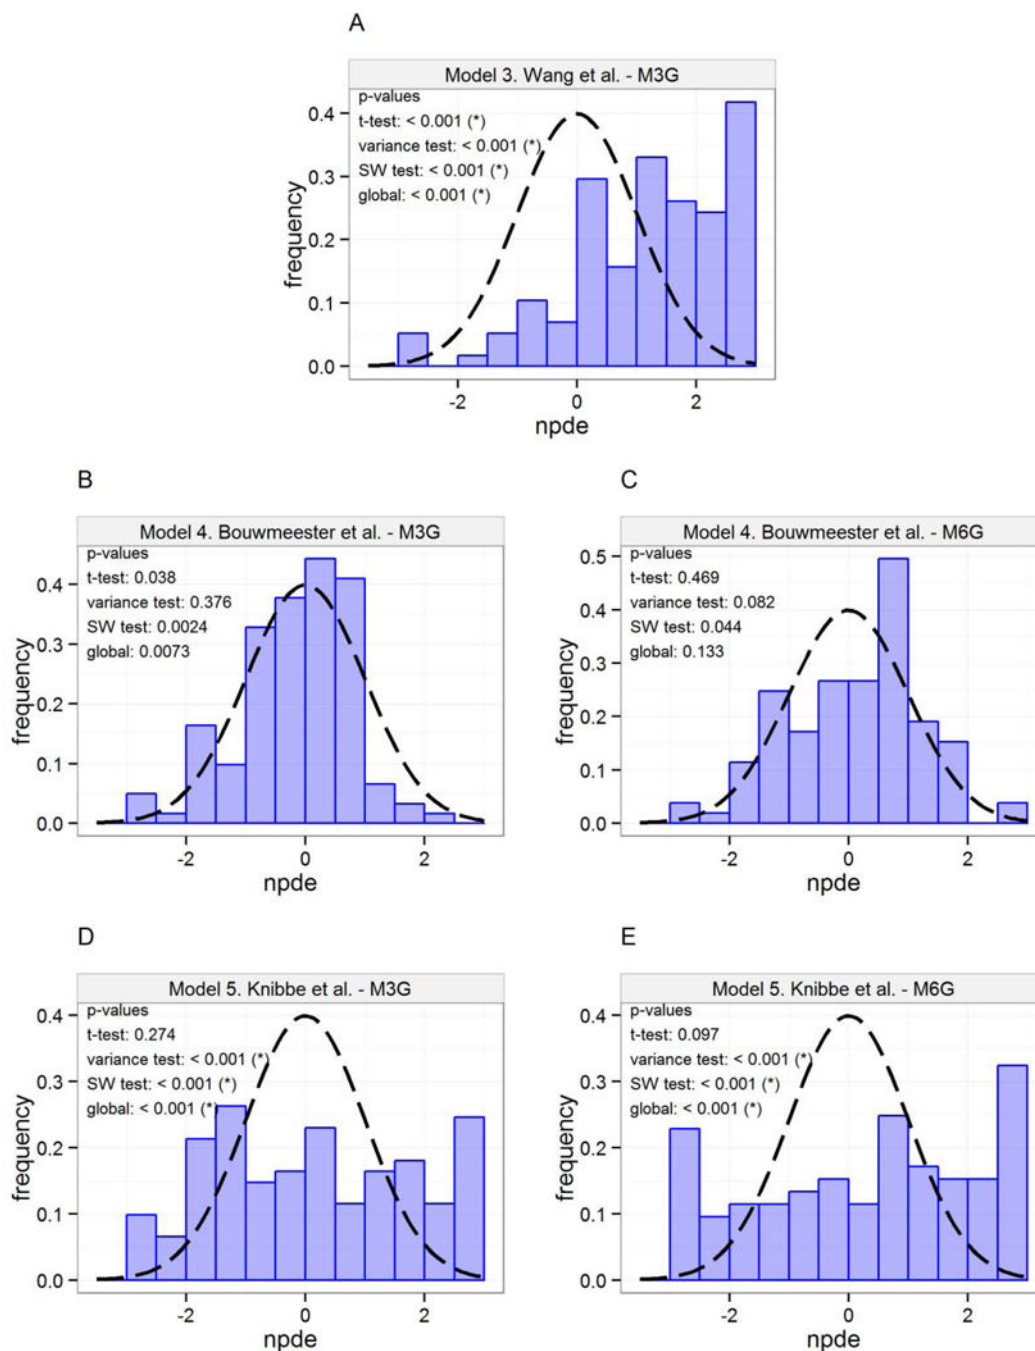 A
Model 3. Wang et al. - M3G
p-values
t-test: < 0.001 (*)
variance test: < 0.001 (*)
SW test: < 0.001 (*)
global: < 0.001 (*)
0.4
0.3
0.2
0.1
0.0
frequency
-2 0 2
npde
B
Model 4. Bouwmeester et al. - M3G
p-values
t-test: 0.038
variance test: 0.376
SW test: 0.0024
global: 0.0073
0.4
0.3
0.2
0.1
0.0
frequency
-2 0 2
npde
C
Model 4. Bouwmeester et al. - M6G
p-values
t-test: 0.469
variance test: 0.082
SW test: 0.044
global: 0.133
0.5
0.4
0.3
0.2
0.1
0.0
frequency
-2 0 2
npde
D
Model 5. Knibbe et al. - M3G
p-values
t-test: 0.274
variance test: < 0.001 (*)
SW test: < 0.001 (*)
global: < 0.001 (*)
0.4
0.3
0.2
0.1
0.0
frequency
-2 0 2
npde
E
Model 5. Knibbe et al. - M6G
p-values
t-test: 0.097
variance test: < 0.001 (*)
SW test: < 0.001 (*)
global: < 0.001 (*)
0.4
0.3
0.2
0.1
0.0
frequency
-2 0 2
npde